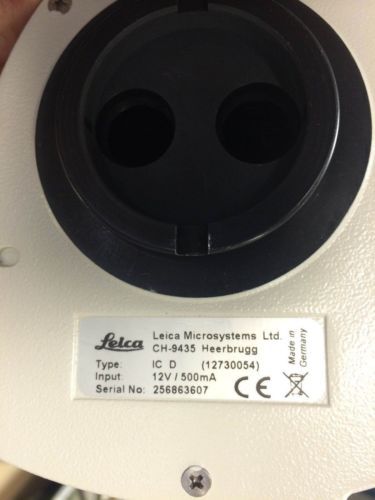 Leica
Leica Microsystems Ltd.
CH-9435 Heerbrugg
Type: IC D (12730054)
Input: 12V / 500mA
Serial No: 256863607
CE
Made in
Germany